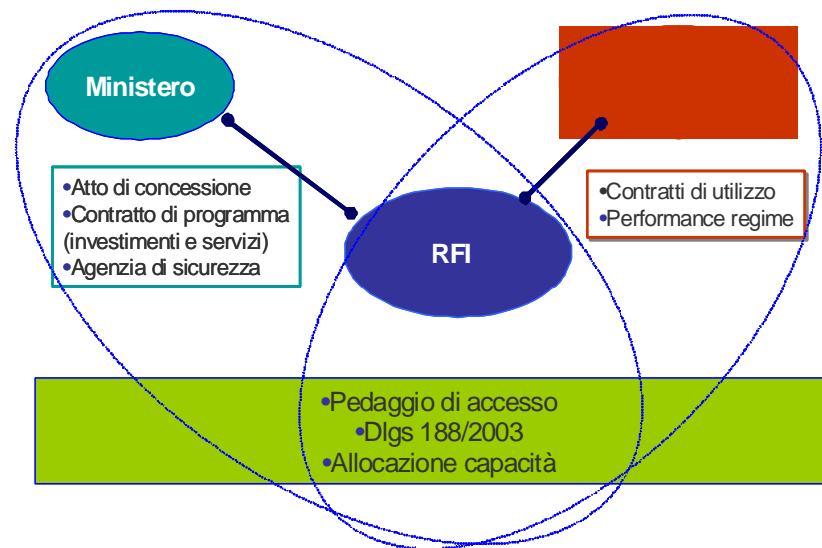 Ministero
•Atto di concessione
•Contratto di programma
(investimenti e servizi)
•Agenzia di sicurezza
•Contratti di utilizzo
•Performance regime
RFI
•Pedaggio di accesso
•Dlgs 188/2003
•Allocazione capacità